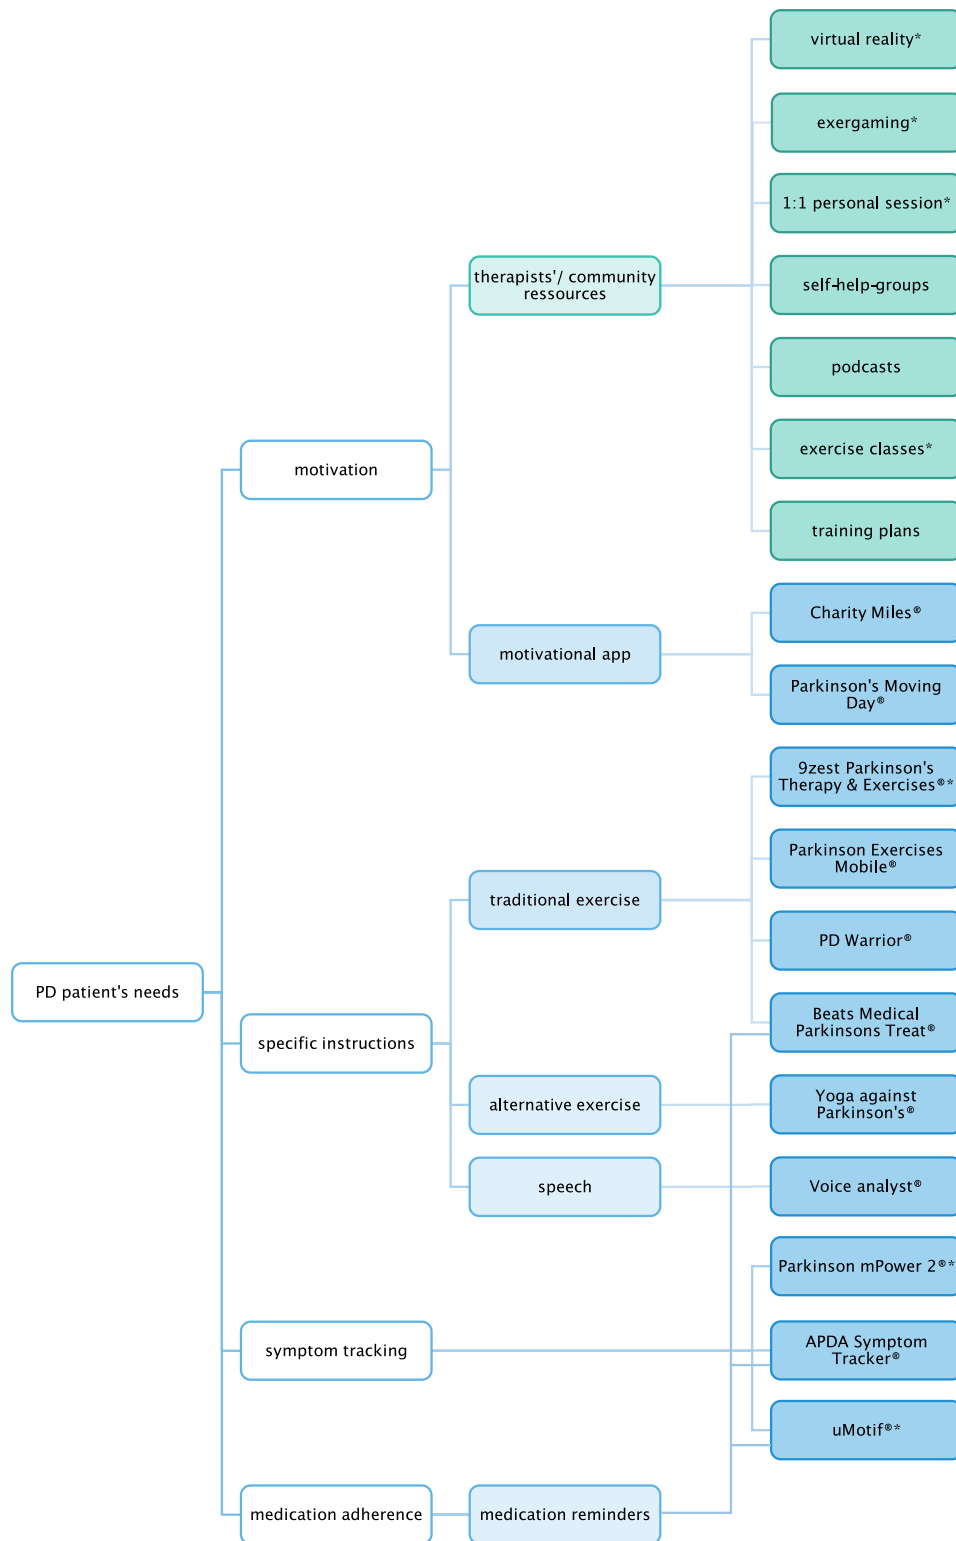 virtual reality*
exergaming*
1:1 personal session*
therapists'/ community
ressources
self-help-groups
podcasts
exercise classes*
motivation
training plans
Charity Miles®
motivational app
Parkinson's Moving
Day®
9zest Parkinson's
Therapy & Exercises®*
Parkinson Exercises
Mobile®
traditional exercise
PD Warrior®
PD patient's needs
Beats Medical
Parkinsons Treat®
specific instructions
alternative exercise
Yoga against
Parkinson's®
speech
Voice analyst®
Parkinson mPower 2®*
symptom tracking
APDA Symptom
Tracker®
uMotif®*
medication adherence
medication reminders